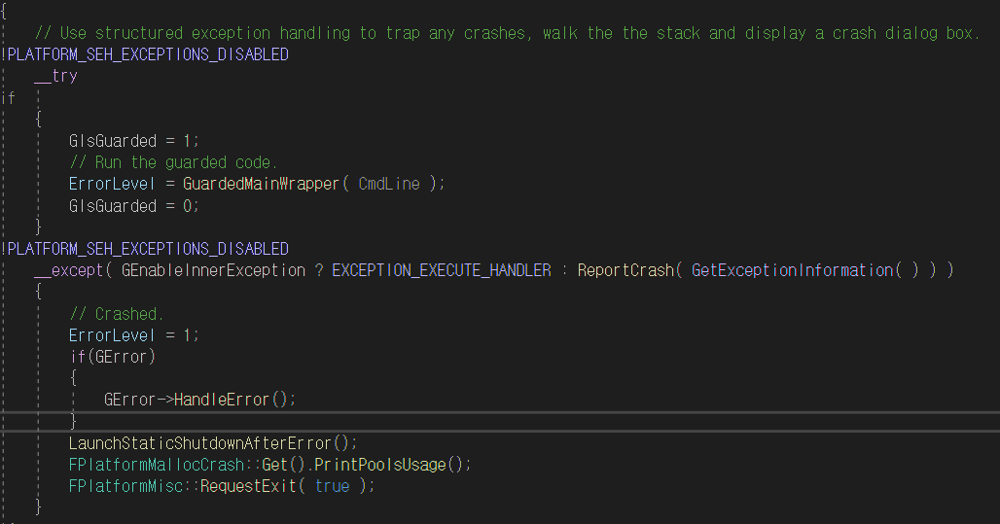 {
// Use structured exception handling to trap any crashes, walk the the stack and display a crash dialog box.
!PLATFORM_SEH_EXCEPTIONS_DISABLED
__try
if
{
GIsGuarded = 1;
// Run the guarded code.
ErrorLevel = GuardedMainWrapper( CmdLine );
GIsGuarded = 0;
}
!PLATFORM_SEH_EXCEPTIONS_DISABLED
__except( GEnableInnerException ? EXCEPTION_EXECUTE_HANDLER : ReportCrash( GetExceptionInformation( ) ) )
{
// Crashed.
ErrorLevel = 1;
if(GError)
{
GError->HandleError();
}
LaunchStaticShutdownAfterError();
FPlatformMallocCrash::Get().PrintPoolsUsage();
FPlatformMisc::RequestExit( true );
}